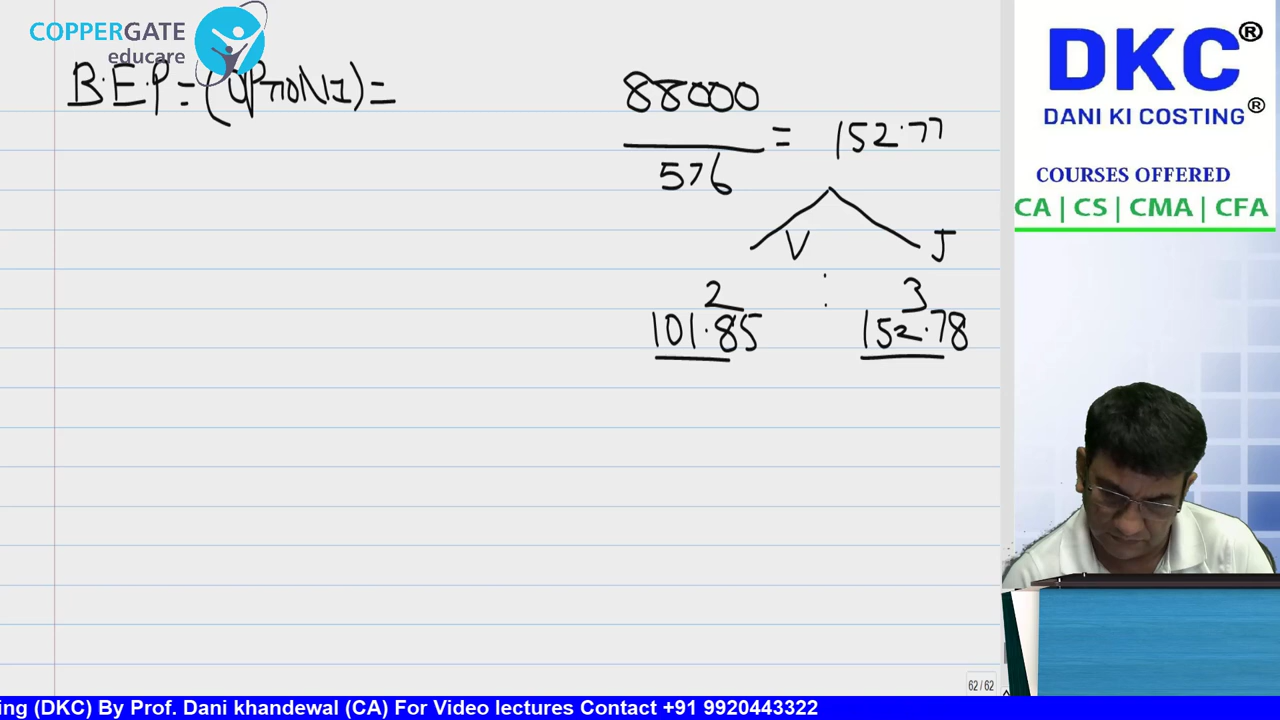 COPPERGATE
educare
B.E.P = (OPTION 1) =
88000
576
= 152.77
V J
2 : 3
101.85 152.78
DKC®
DANI KI COSTING®
COURSES OFFERED
CA | CS | CMA | CFA
62 / 62
ing (DKC) By Prof. Dani khandewal (CA) For Video lectures Contact +91 9920443322